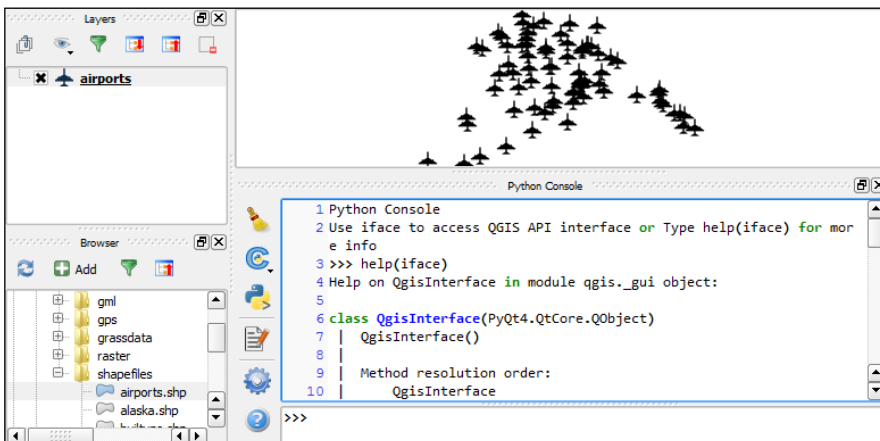 Layers
airports
Browser
Add
gml
gps
grassdata
raster
shapefiles
airports.shp
alaska.shp
Python Console
1 Python Console
2 Use iface to access QGIS API interface or Type help(iface) for mor
e info
3 >>> help(iface)
4 Help on QgisInterface in module qgis._gui object:
5
6 class QgisInterface(PyQt4.QtCore.QObject)
7 | QgisInterface()
8 |
9 | Method resolution order:
10 | QgisInterface
>>>